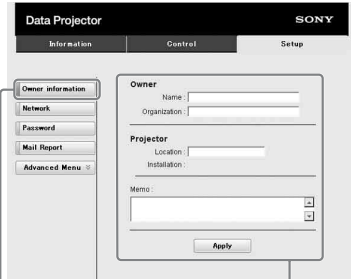 Data Projector
SONY
Information
Control
Setup
Owner information
Network
Password
Mail Report
Advanced Menu
Owner
Name :
Organization :
Projector
Location :
Installation :
Memo :
Apply